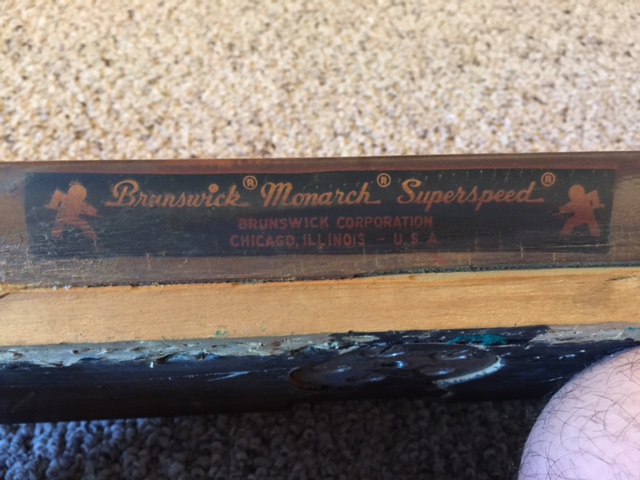 Brunswick® Monarch® Superspeed®
BRUNSWICK CORPORATION
CHICAGO, ILLINOIS - U.S.A.